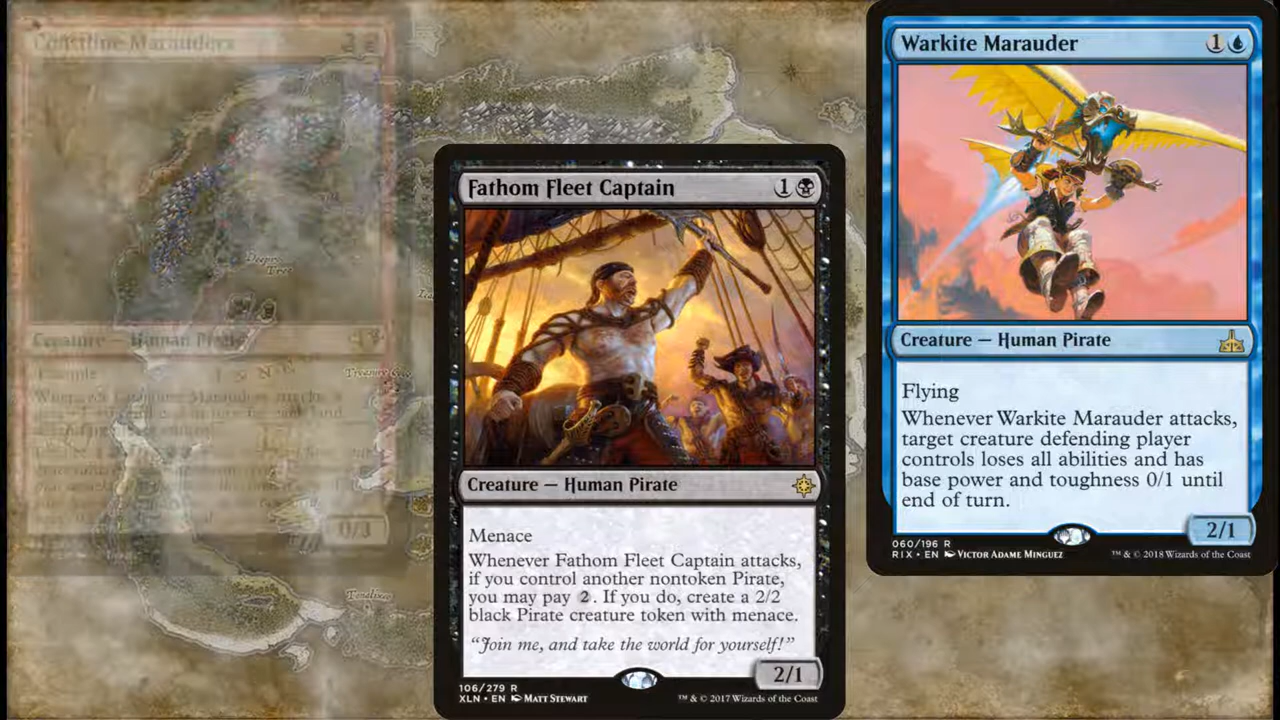 Coastline Marauders
Creature — Human Pirate
0/3
Fathom Fleet Captain 1
Creature — Human Pirate
Menace
Whenever Fathom Fleet Captain attacks,
if you control another nontoken Pirate,
you may pay 2. If you do, create a 2/2
black Pirate creature token with menace.
“Join me, and take the world for yourself!”
2/1
106/279 R
XLN • EN Matt Stewart
™ & © 2017 Wizards of the Coast
Warkite Marauder 1
Creature — Human Pirate
Flying
Whenever Warkite Marauder attacks,
target creature defending player
controls loses all abilities and has
base power and toughness 0/1 until
end of turn.
2/1
060/196 R
RIX • EN Victor Adame Minguez
™ & © 2018 Wizards of the Coast